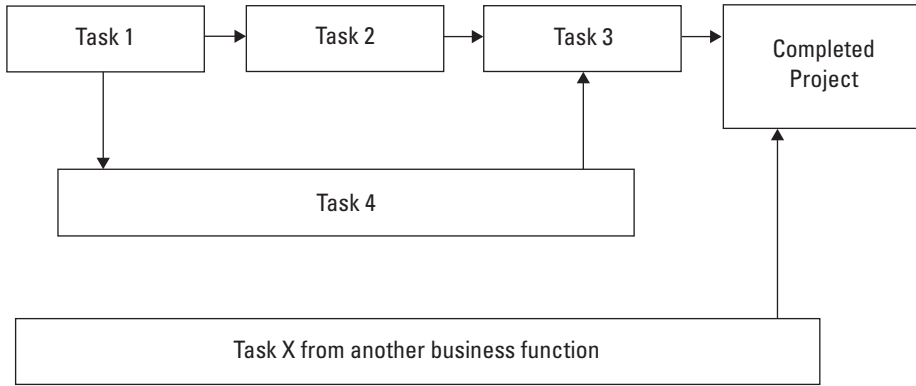 Task 1
Task 2
Task 3
Completed
Project
Task 4
Task X from another business function